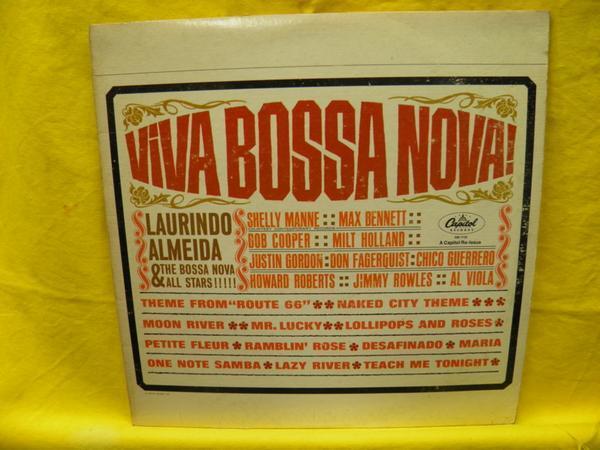 VIVA BOSSA NOVA!
LAURINDO
ALMEIDA
& THE BOSSA NOVA
ALL STARS!!!!!
SHELLY MANNE :: MAX BENNETT ::
BOB COOPER :: MILT HOLLAND ::
JUSTIN GORDON :: DON FAGERQUIST :: CHICO GUERRERO
HOWARD ROBERTS :: JIMMY ROWLES :: AL VIOLA
Capitol
RECORDS
A Capitol Re-Issue
THEME FROM "ROUTE 66" ** NAKED CITY THEME ***
MOON RIVER ** MR. LUCKY ** LOLLIPOPS AND ROSES *
PETITE FLEUR * RAMBLIN' ROSE * DESAFINADO * MARIA
ONE NOTE SAMBA * LAZY RIVER * TEACH ME TONIGHT *